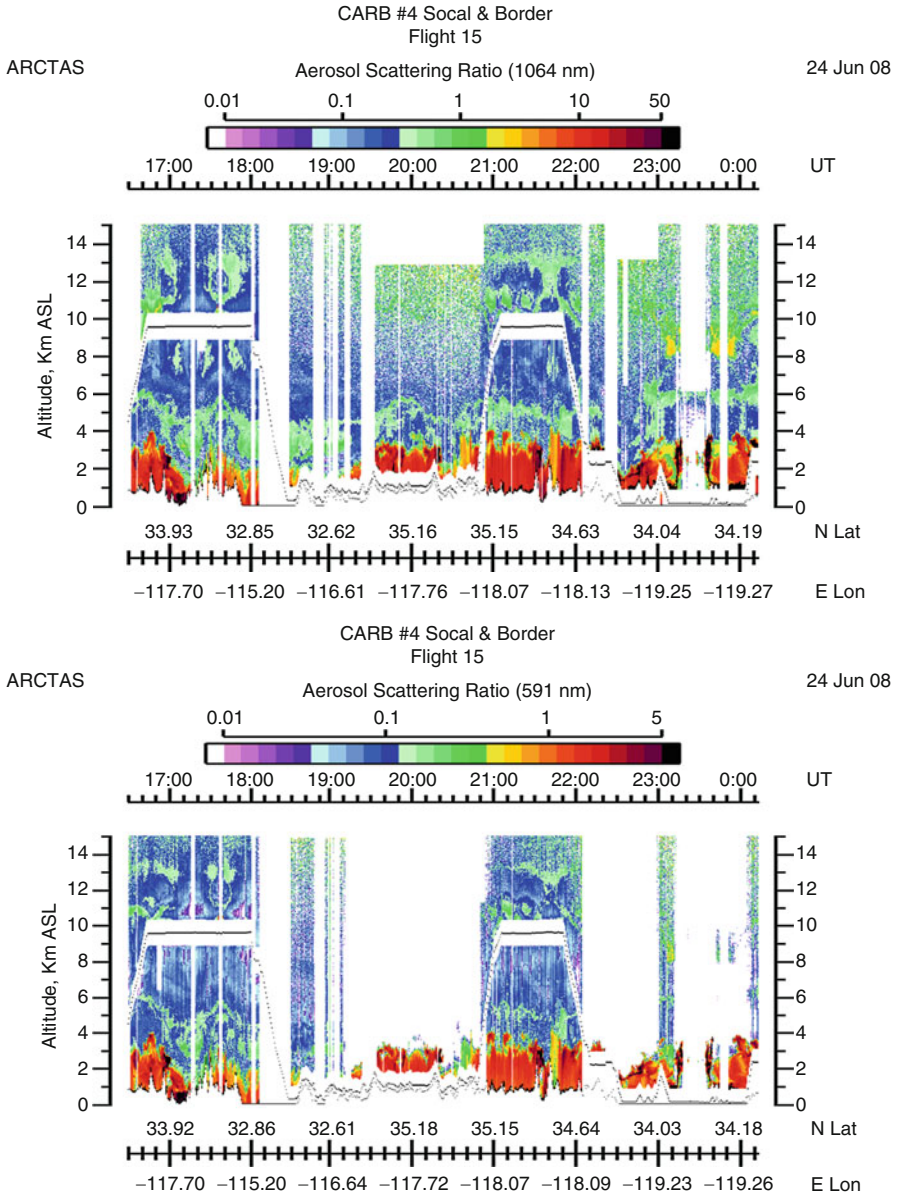 CARB #4 Socal & Border
Flight 15
ARCTAS Aerosol Scattering Ratio (1064 nm) 24 Jun 08
0.01 0.1 1 10 50
17:00 18:00 19:00 20:00 21:00 22:00 23:00 0:00 UT
Altitude, Km ASL
14 14
12 12
10 10
8 8
6 6
4 4
2 2
0 0
33.93 32.85 32.62 35.16 35.15 34.63 34.04 34.19 N Lat
−117.70 −115.20 −116.61 −117.76 −118.07 −118.13 −119.25 −119.27 E Lon
CARB #4 Socal & Border
Flight 15
ARCTAS Aerosol Scattering Ratio (591 nm) 24 Jun 08
0.01 0.1 1 5
17:00 18:00 19:00 20:00 21:00 22:00 23:00 0:00 UT
Altitude, Km ASL
14 14
12 12
10 10
8 8
6 6
4 4
2 2
0 0
33.92 32.86 32.61 35.18 35.15 34.64 34.03 34.18 N Lat
−117.70 −115.20 −116.64 −117.72 −118.07 −118.09 −119.23 −119.26 E Lon